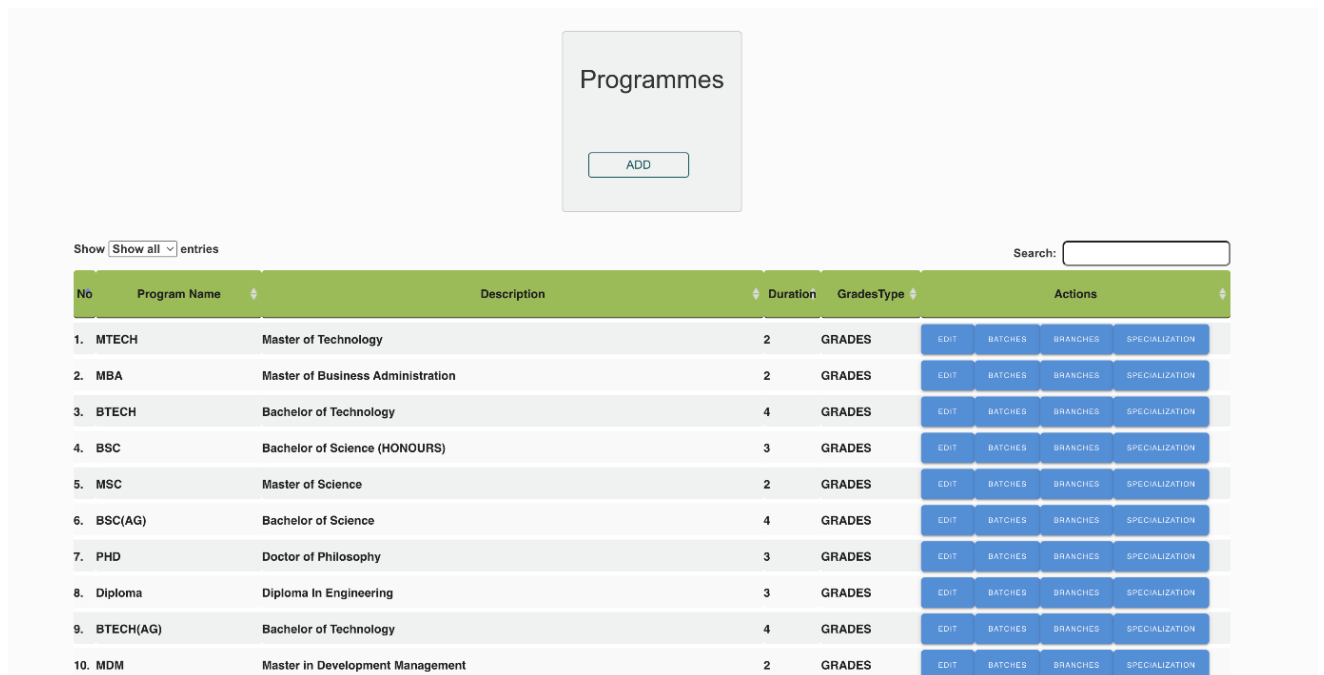 Programmes
ADD
Show Show all entries
Search:
No Program Name Description Duration GradesType Actions
1. MTECH Master of Technology 2 GRADES EDIT BATCHES BRANCHES SPECIALIZATION
2. MBA Master of Business Administration 2 GRADES EDIT BATCHES BRANCHES SPECIALIZATION
3. BTECH Bachelor of Technology 4 GRADES EDIT BATCHES BRANCHES SPECIALIZATION
4. BSC Bachelor of Science (HONOURS) 3 GRADES EDIT BATCHES BRANCHES SPECIALIZATION
5. MSC Master of Science 2 GRADES EDIT BATCHES BRANCHES SPECIALIZATION
6. BSC(AG) Bachelor of Science 4 GRADES EDIT BATCHES BRANCHES SPECIALIZATION
7. PHD Doctor of Philosophy 3 GRADES EDIT BATCHES BRANCHES SPECIALIZATION
8. Diploma Diploma In Engineering 3 GRADES EDIT BATCHES BRANCHES SPECIALIZATION
9. BTECH(AG) Bachelor of Technology 4 GRADES EDIT BATCHES BRANCHES SPECIALIZATION
10. MDM Master in Development Management 2 GRADES EDIT BATCHES BRANCHES SPECIALIZATION